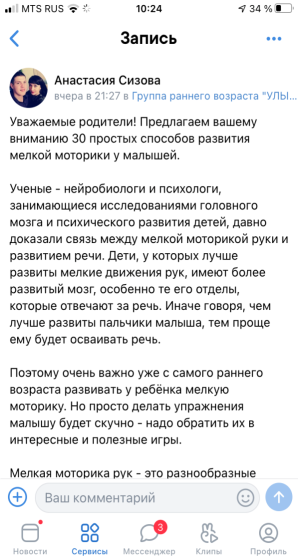 MTS RUS 10:24 34 %
Запись
Анастасия Сизова
вчера в 21:27 в Группа раннего возраста "УЛЫ...
Уважаемые родители! Предлагаем вашему
вниманию 30 простых способов развития
мелкой моторики у малышей.
Ученые - нейробиологи и психологи,
занимающиеся исследованиями головного
мозга и психического развития детей, давно
доказали связь между мелкой моторикой руки и
развитием речи. Дети, у которых лучше
развиты мелкие движения рук, имеют более
развитый мозг, особенно те его отделы,
которые отвечают за речь. Иначе говоря, чем
лучше развиты пальчики малыша, тем проще
ему будет осваивать речь.
Поэтому очень важно уже с самого раннего
возраста развивать у ребёнка мелкую
моторику. Но просто делать упражнения
малышу будет скучно - надо обратить их в
интересные и полезные игры.
Мелкая моторика рук - это разнообразные
Ваш комментарий
3
Новости Сервисы Мессенджер Клипы Профиль